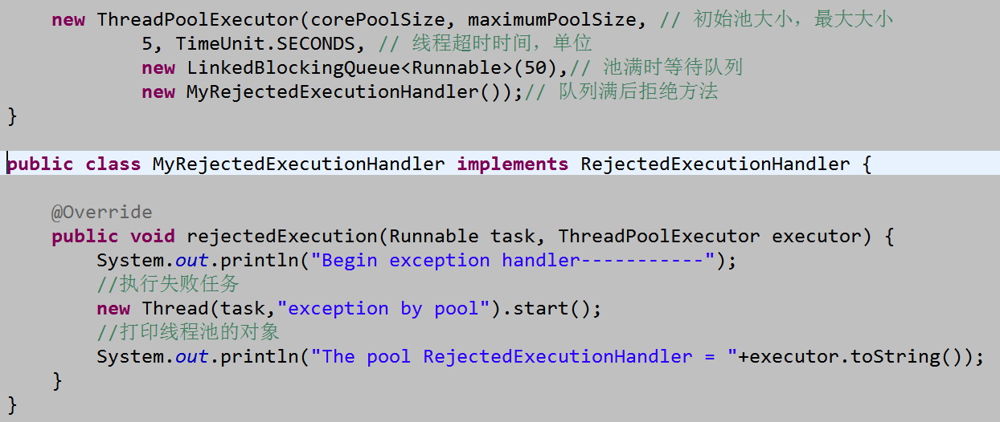 new ThreadPoolExecutor(corePoolSize, maximumPoolSize, // 初始池大小，最大大小
5, TimeUnit.SECONDS, // 线程超时时间，单位
new LinkedBlockingQueue<Runnable>(50),// 池满时等待队列
new MyRejectedExecutionHandler());// 队列满后拒绝方法
}
public class MyRejectedExecutionHandler implements RejectedExecutionHandler {
@Override
public void rejectedExecution(Runnable task, ThreadPoolExecutor executor) {
System.out.println("Begin exception handler-----------");
//执行失败任务
new Thread(task,"exception by pool").start();
//打印线程池的对象
System.out.println("The pool RejectedExecutionHandler = "+executor.toString());
}
}